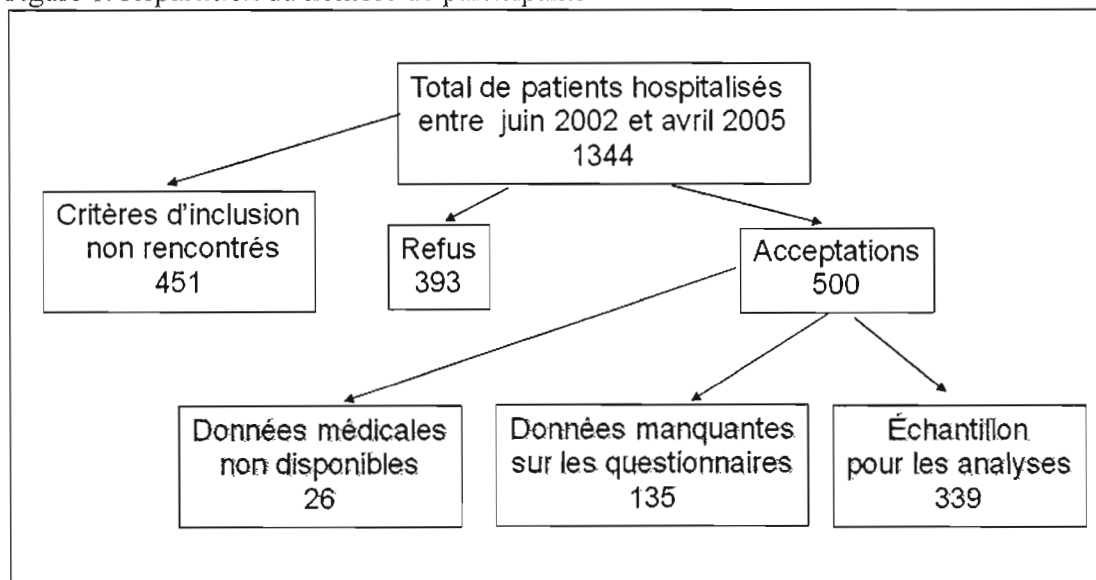 Total de patients hospitalisés
entre juin 2002 et avril 2005
1344
Critères d'inclusion
non rencontrés
451
Refus
393
Acceptations
500
Données médicales
non disponibles
26
Données manquantes
sur les questionnaires
135
Échantillon
pour les analyses
339